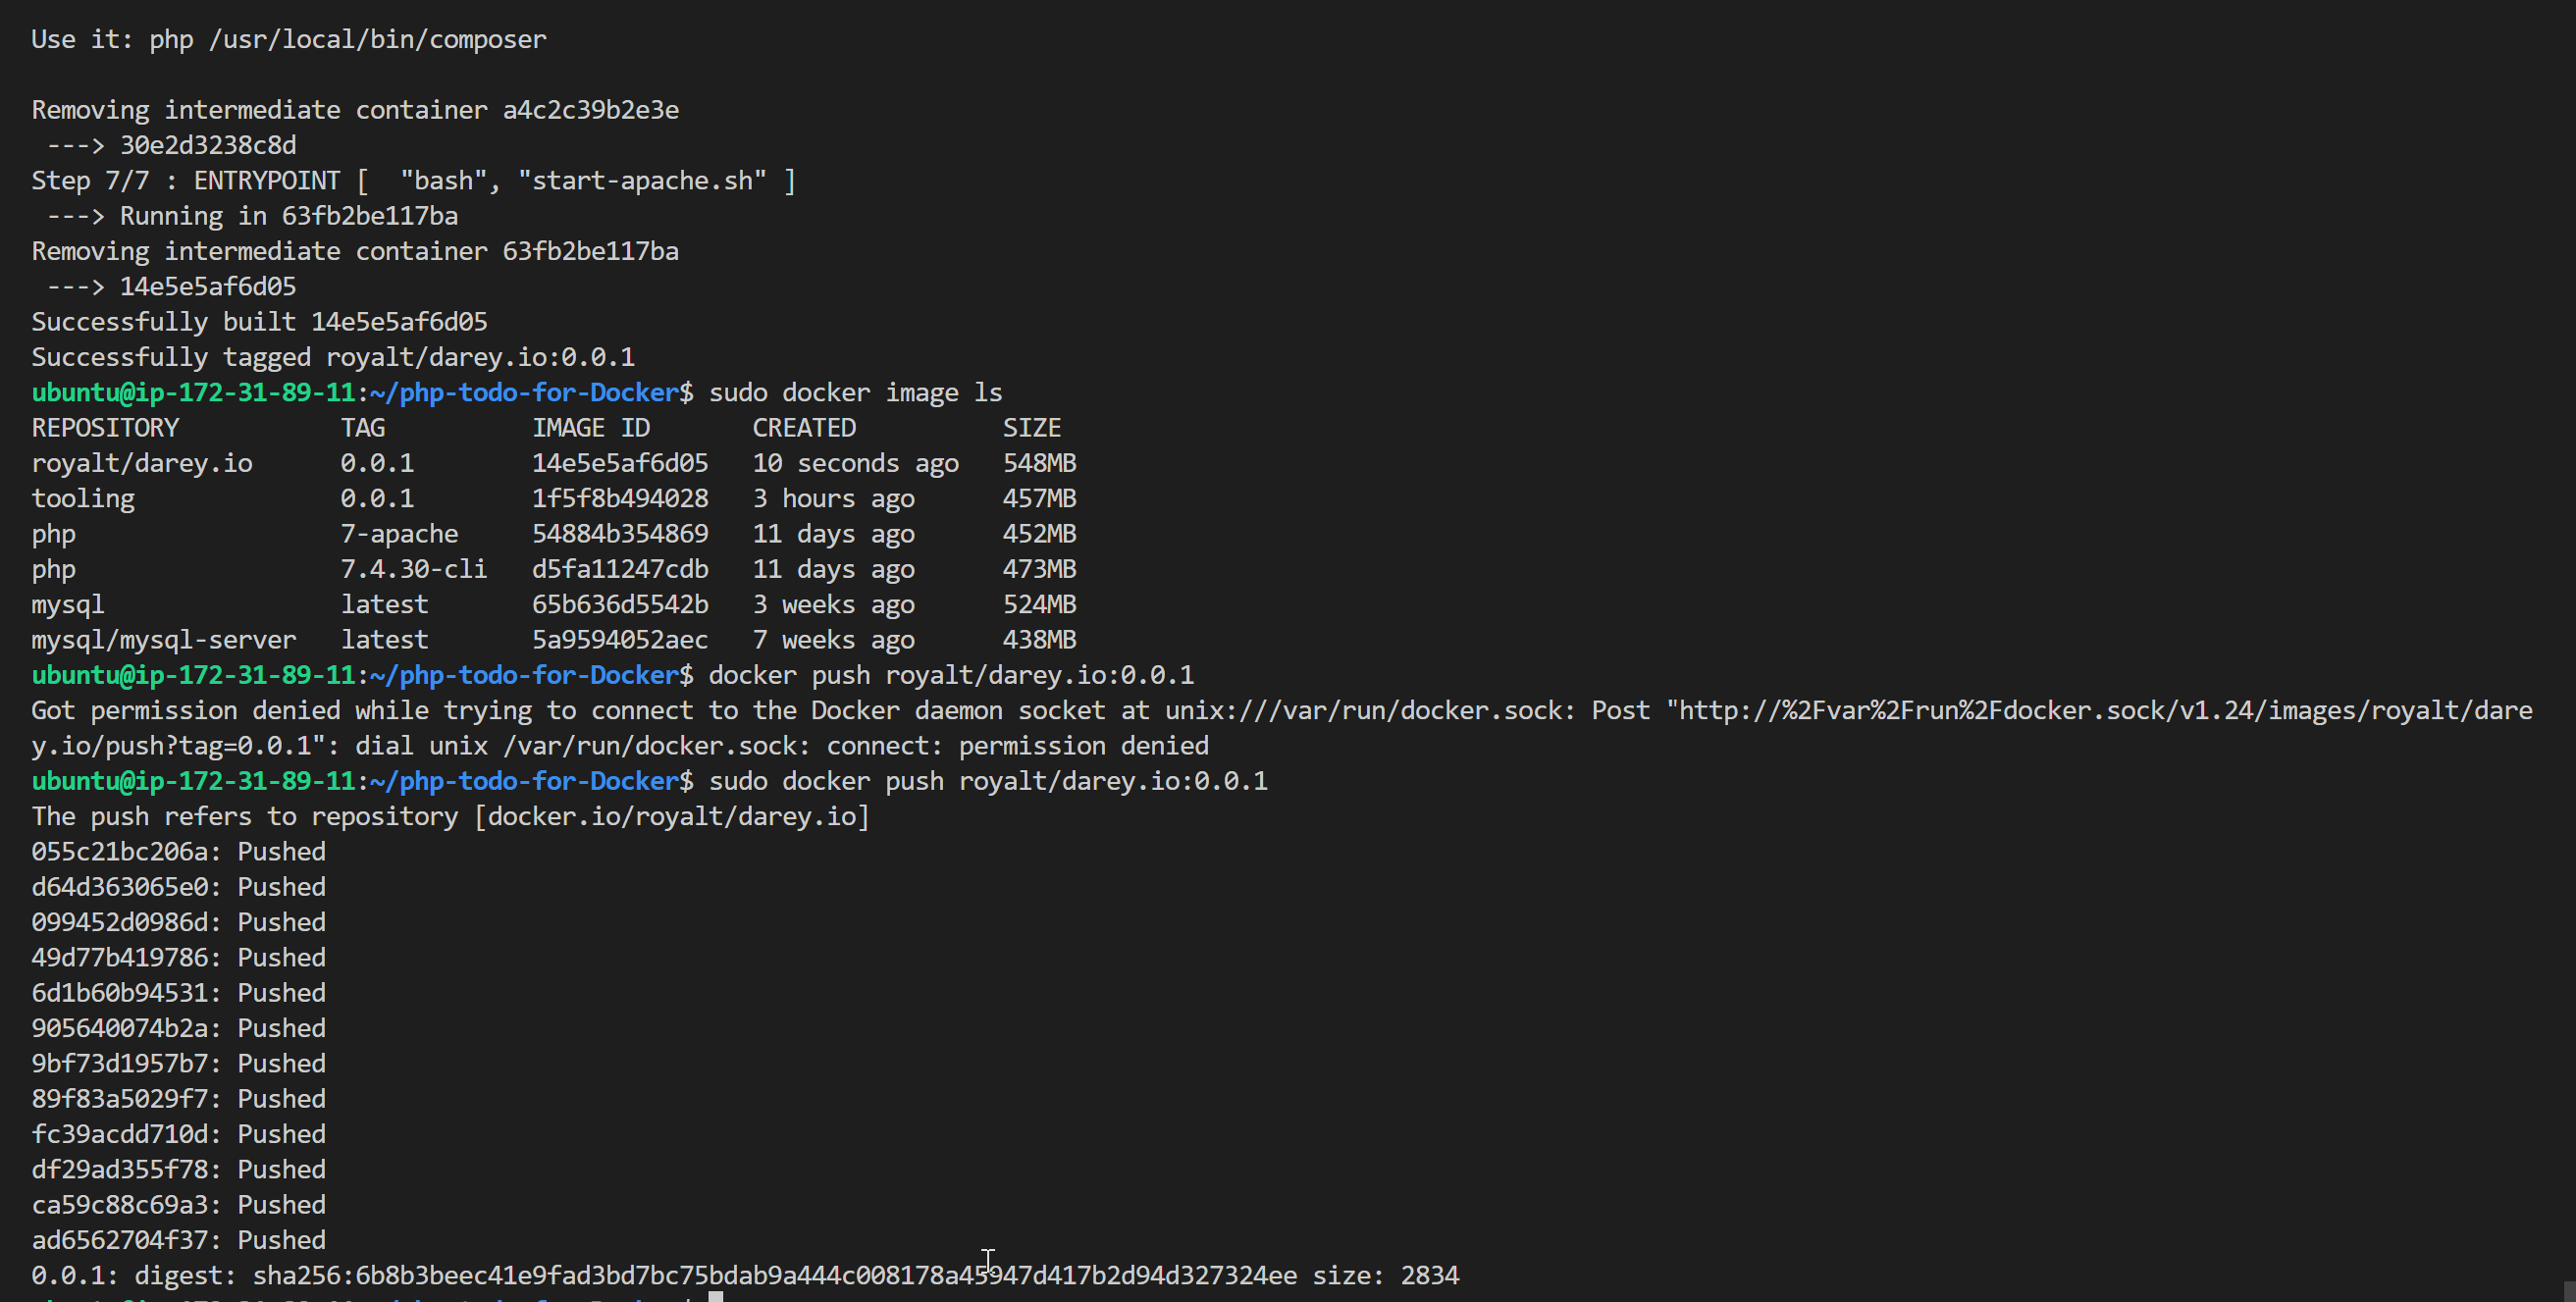 Use it: php /usr/local/bin/composer
Removing intermediate container a4c2c39b2e3e
 ---> 30e2d3238c8d
Step 7/7 : ENTRYPOINT [  "bash", "start-apache.sh" ]
 ---> Running in 63fb2be117ba
Removing intermediate container 63fb2be117ba
 ---> 14e5e5af6d05
Successfully built 14e5e5af6d05
Successfully tagged royalt/darey.io:0.0.1
ubuntu@ip-172-31-89-11:~/php-todo-for-Docker$ sudo docker image ls
REPOSITORY           TAG          IMAGE ID       CREATED          SIZE
royalt/darey.io      0.0.1        14e5e5af6d05   10 seconds ago   548MB
tooling              0.0.1        1f5f8b494028   3 hours ago      457MB
php                  7-apache     54884b354869   11 days ago      452MB
php                  7.4.30-cli   d5fa11247cdb   11 days ago      473MB
mysql                latest       65b636d5542b   3 weeks ago      524MB
mysql/mysql-server   latest       5a9594052aec   7 weeks ago      438MB
ubuntu@ip-172-31-89-11:~/php-todo-for-Docker$ docker push royalt/darey.io:0.0.1
Got permission denied while trying to connect to the Docker daemon socket at unix:///var/run/docker.sock: Post "http://%2Fvar%2Frun%2Fdocker.sock/v1.24/images/royalt/dare
y.io/push?tag=0.0.1": dial unix /var/run/docker.sock: connect: permission denied
ubuntu@ip-172-31-89-11:~/php-todo-for-Docker$ sudo docker push royalt/darey.io:0.0.1
The push refers to repository [docker.io/royalt/darey.io]
055c21bc206a: Pushed
d64d363065e0: Pushed
099452d0986d: Pushed
49d77b419786: Pushed
6d1b60b94531: Pushed
905640074b2a: Pushed
9bf73d1957b7: Pushed
89f83a5029f7: Pushed
fc39acdd710d: Pushed
df29ad355f78: Pushed
ca59c88c69a3: Pushed
ad6562704f37: Pushed
0.0.1: digest: sha256:6b8b3beec41e9fad3bd7bc75bdab9a444c008178a45947d417b2d94d327324ee size: 2834